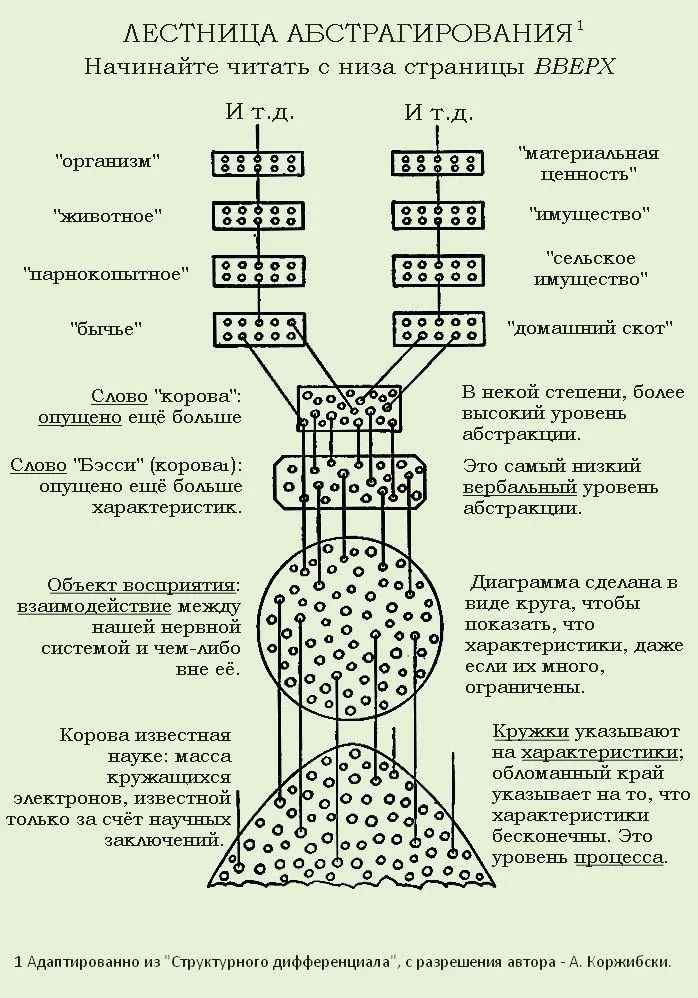 ЛЕСТНИЦА АБСТРАГИРОВАНИЯ¹
Начинайте читать с низа страницы ВВЕРХ
И т.д.
И т.д.
"организм"
"материальная
ценность"
"животное"
"имущество"
"парнокопытное"
"сельское
имущество"
"бычье"
"домашний скот"
Слово "корова":
опущено ещё больше
В некой степени, более
высокий уровень
абстракции.
Слово "Бэсси" (корова1):
опущено ещё больше
характеристик.
Это самый низкий
вербальный уровень
абстракции.
Объект восприятия:
взаимодействие между
нашей нервной
системой и чем-либо
вне её.
Диаграмма сделана в
виде круга, чтобы
показать, что
характеристики, даже
если их много,
ограничены.
Корова известная
науке: масса
кружащихся
электронов, известной
только за счёт научных
заключений.
Кружки указывают
на характеристики;
обломанный край
указывает на то, что
характеристики
бесконечны. Это
уровень процесса.
1 Адаптированно из "Структурного дифференциала", с разрешения автора - А. Коржибски.